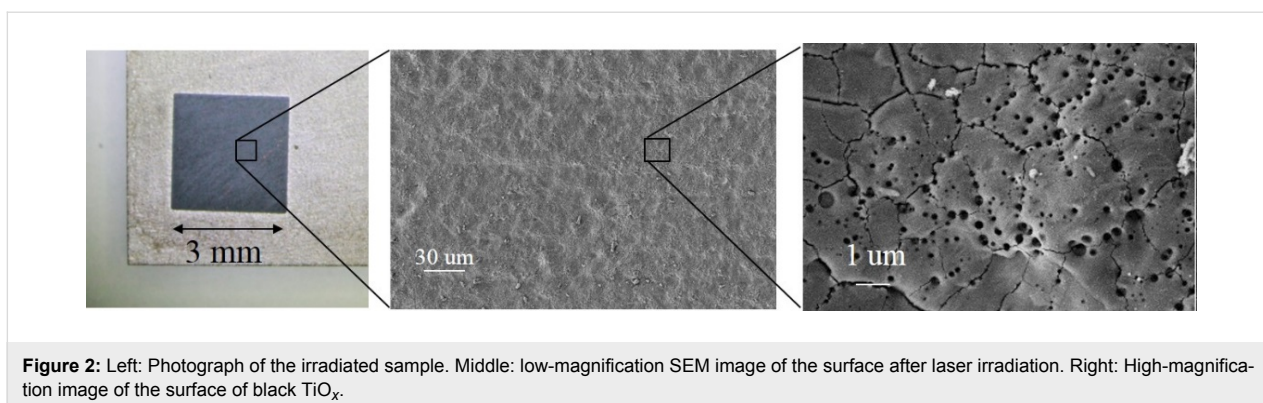 3 mm
30 um
1 um
Figure 2: Left: Photograph of the irradiated sample. Middle: low-magnification SEM image of the surface after laser irradiation. Right: High-magnifica-
tion image of the surface of black TiOx.